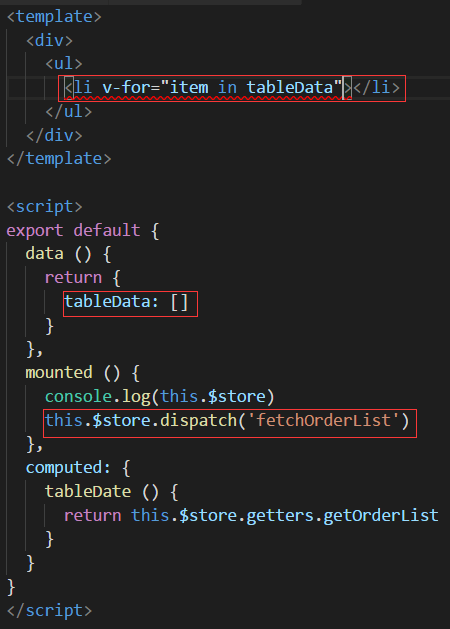 <template>
  <div>
    <ul>
      <li v-for="item in tableData"></li>
    </ul>
  </div>
</template>

<script>
export default {
  data () {
    return {
      tableData: []
    }
  },
  mounted () {
    console.log(this.$store)
    this.$store.dispatch('fetchOrderList')
  },
  computed: {
    tableDate () {
      return this.$store.getters.getOrderList
    }
  }
}
</script>